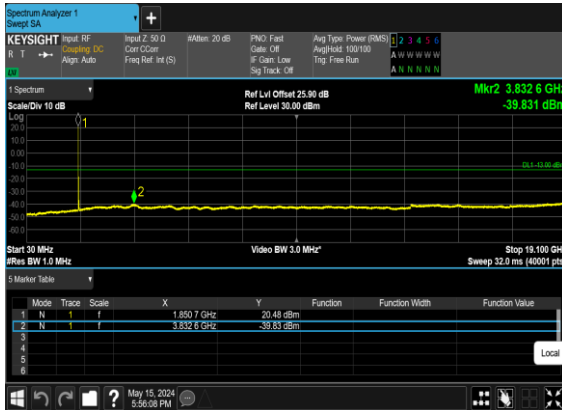 Spectrum Analyzer 1
Swept SA
KEYSIGHT Input: RF Input Z: 50 Ω #Atten: 20 dB PNO: Fast Avg Type: Power (RMS) 1 2 3 4 5 6
R T Coupling: DC Corr CCorr Gate: Off Avg|Hold: 100/100 A W W W W W
Align: Auto Freq Ref: Int (S) IF Gain: Low Trig: Free Run
Sig Track: Off A N N N N N
LXI
1 Spectrum Ref Lvl Offset 25.90 dB Mkr2 3.832 6 GHz
Scale/Div 10 dB Ref Level 30.00 dBm -39.831 dBm
Log
1
20.0
10.0
0.00
-10.0
DL1 -13.00 dBm
-20.0
-30.0
2
-40.0
-50.0
-60.0
Start 30 MHz Video BW 3.0 MHz* Stop 19.100 GHz
#Res BW 1.0 MHz Sweep 32.0 ms (40001 pts)
5 Marker Table
Mode Trace Scale X Y Function Function Width Function Value
1 N 1 f 1.850 7 GHz 20.48 dBm
2 N 1 f 3.832 6 GHz -39.83 dBm
3
4
5
6
Local
May 15, 2024
5:56:08 PM